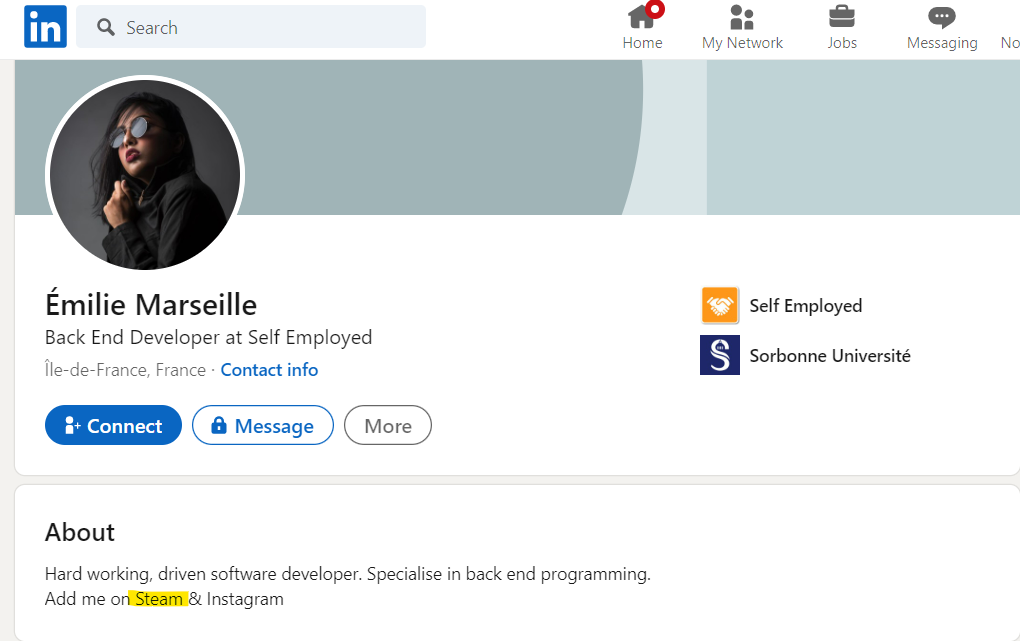 in
Search
Home
My Network
Jobs
Messaging
No
Émilie Marseille
Back End Developer at Self Employed
Île-de-France, France · Contact info
Connect
Message
More
Self Employed
S
Sorbonne Université
About
Hard working, driven software developer. Specialise in back end programming.
Add me on Steam & Instagram